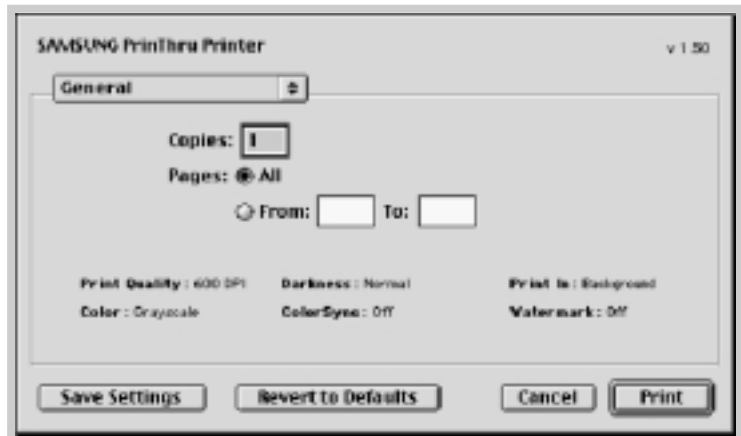 SAMSUNG PrinThru Printer v 1.50
General
Copies: 1
Pages: All
From: To:
Print Quality : 600 DPI Darkness : Normal Print In : Background
Color : Grayscale ColorSync : Off Watermark : Off
Save Settings Revert to Defaults Cancel Print